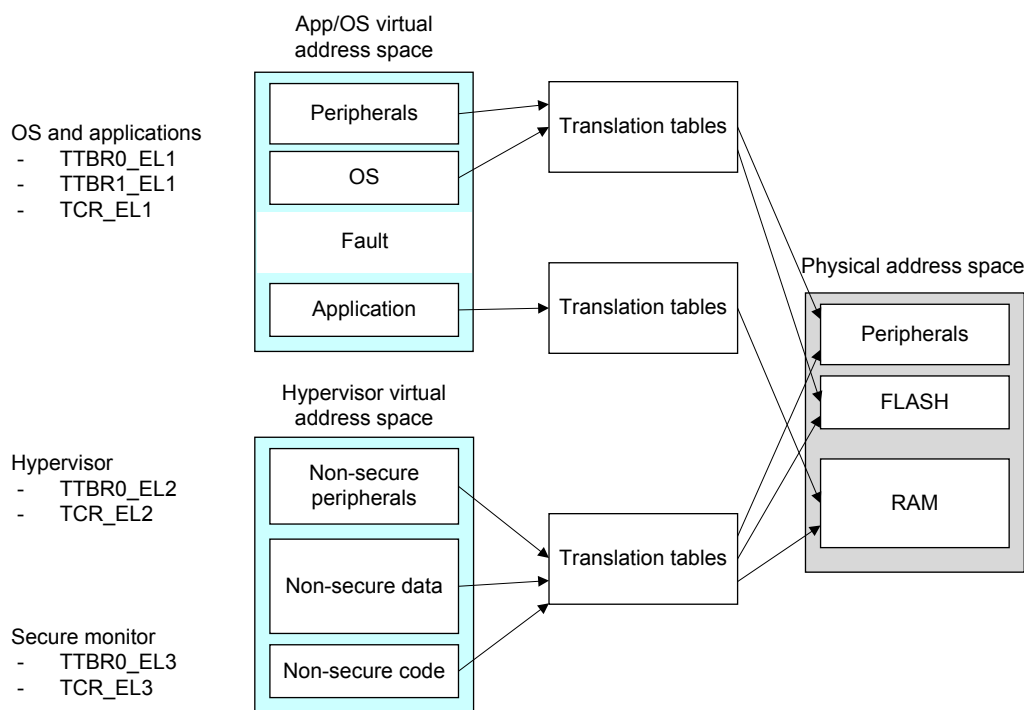 App/OS virtual
address space
OS and applications
- TTBR0_EL1
- TTBR1_EL1
- TCR_EL1
Peripherals
OS
Fault
Application
Translation tables
Translation tables
Physical address space
Peripherals
FLASH
RAM
Hypervisor virtual
address space
Hypervisor
- TTBR0_EL2
- TCR_EL2
Non-secure
peripherals
Non-secure data
Non-secure code
Translation tables
Secure monitor
- TTBR0_EL3
- TCR_EL3